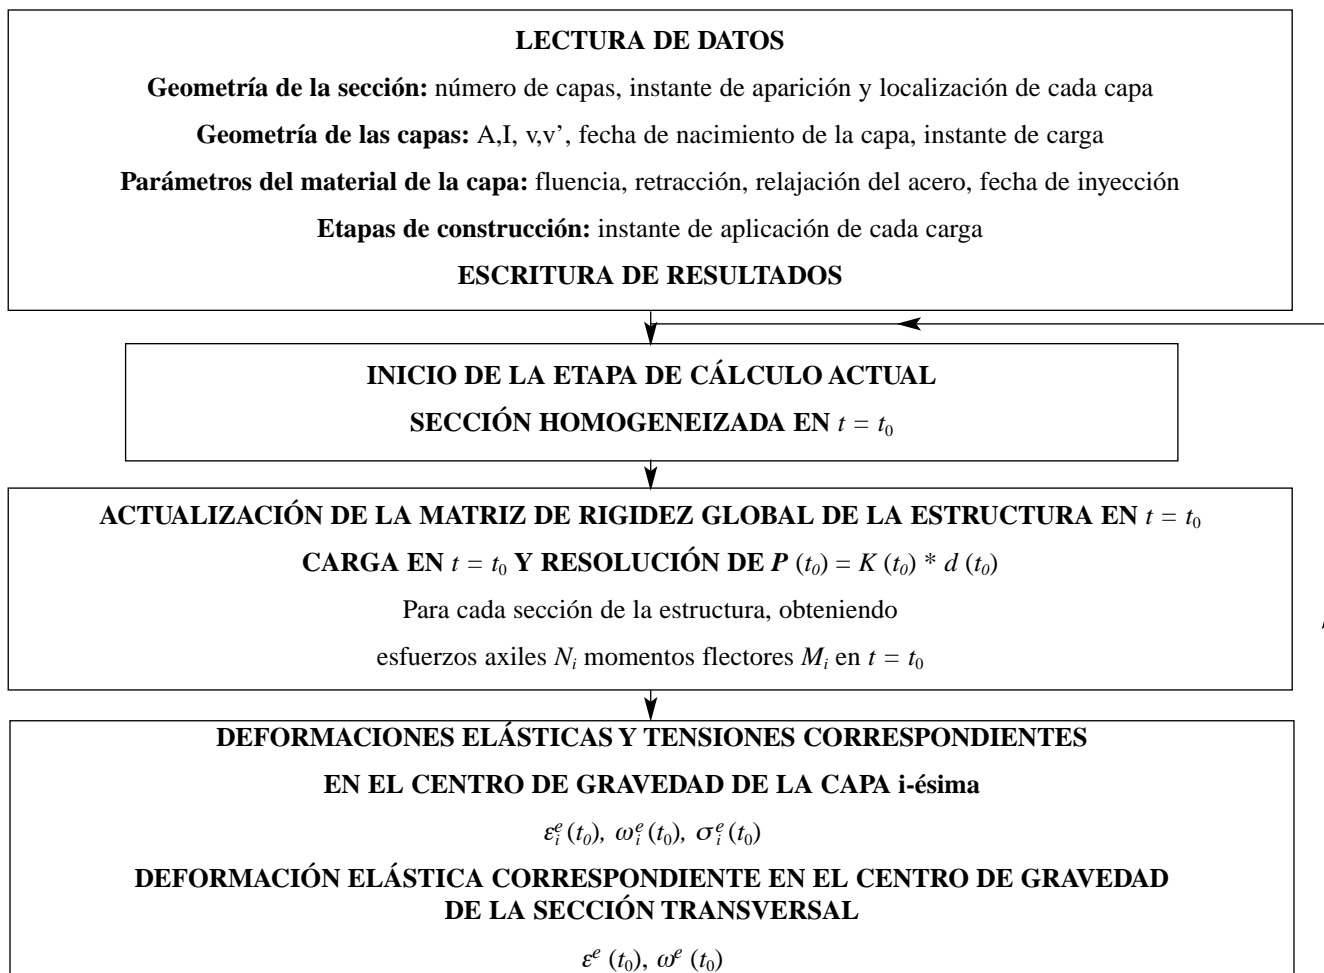 LECTURA DE DATOS
Geometría de la sección: número de capas, instante de aparición y localización de cada capa
Geometría de las capas: A,I, v,v’, fecha de nacimiento de la capa, instante de carga
Parámetros del material de la capa: fluencia, retracción, relajación del acero, fecha de inyección
Etapas de construcción: instante de aplicación de cada carga
ESCRITURA DE RESULTADOS
INICIO DE LA ETAPA DE CÁLCULO ACTUAL
SECCIÓN HOMOGENEIZADA EN t = t₀
ACTUALIZACIÓN DE LA MATRIZ DE RIGIDEZ GLOBAL DE LA ESTRUCTURA EN t = t₀
CARGA EN t = t₀ Y RESOLUCIÓN DE P (t₀) = K (t₀) * d (t₀)
Para cada sección de la estructura, obteniendo
esfuerzos axiles Nᵢ momentos flectores Mᵢ en t = t₀
DEFORMACIONES ELÁSTICAS Y TENSIONES CORRESPONDIENTES
EN EL CENTRO DE GRAVEDAD DE LA CAPA i-ésima
εᵢᵉ (t₀), ωᵢᵉ (t₀), σᵢᵉ (t₀)
DEFORMACIÓN ELÁSTICA CORRESPONDIENTE EN EL CENTRO DE GRAVEDAD
DE LA SECCIÓN TRANSVERSAL
εᵉ (t₀), ωᵉ (t₀)